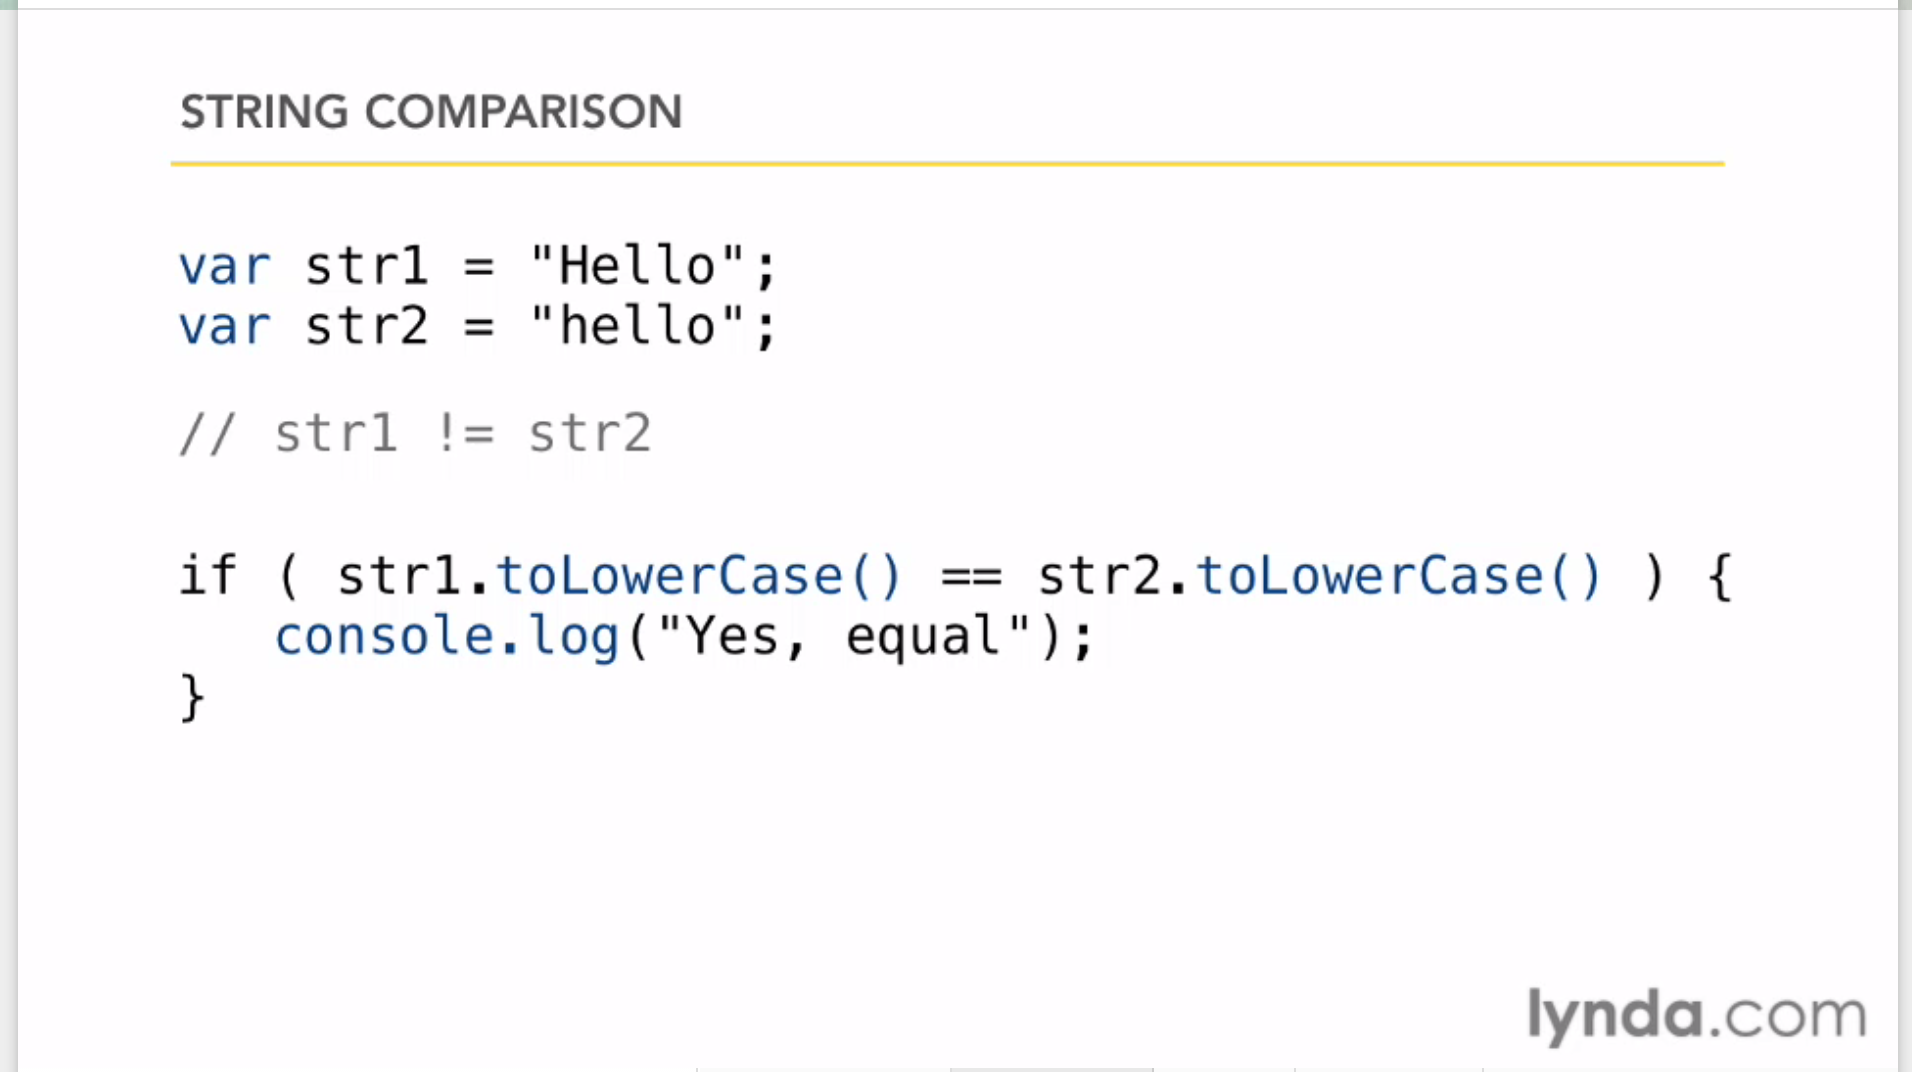 STRING COMPARISON
var str1 = "Hello";
var str2 = "hello";
// str1 != str2
if ( str1.toLowerCase() == str2.toLowerCase() ) {
   console.log("Yes, equal");
}
lynda.com